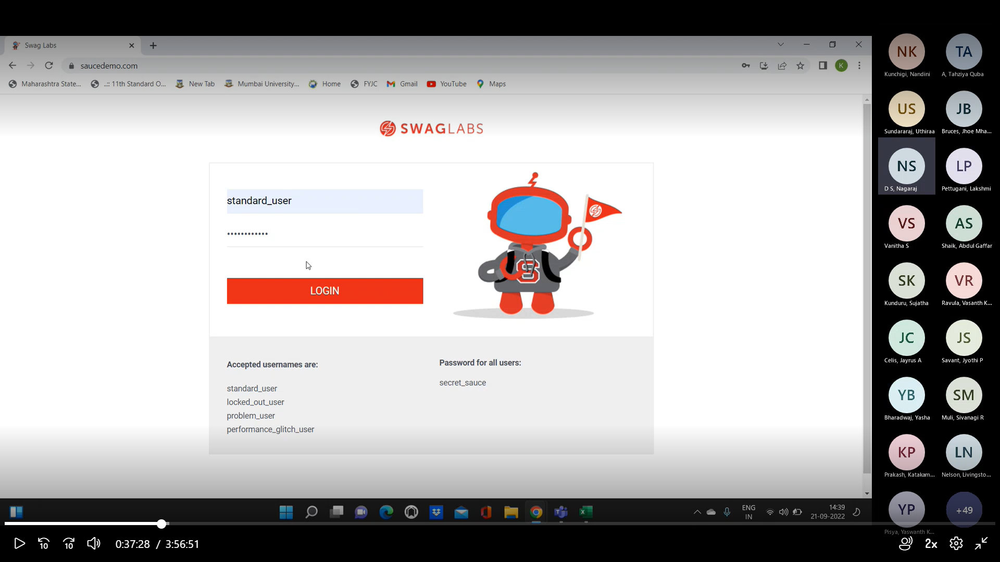 Swag Labs
saucedemo.com
K
Maharashtra State...
..:: 11th Standard O...
New Tab
Mumbai University...
Home
FYJC
Gmail
YouTube
Maps
SWAGLABS
standard_user
••••••••••••
LOGIN
S
Accepted usernames are:
standard_user
locked_out_user
problem_user
performance_glitch_user
Password for all users:
secret_sauce
NK
Kunchigi, Nandini
TA
A, Tahziya Quba
US
Sundararaj, Uthiraa
JB
Bruces, Jhoe Mha...
NS
D S, Nagaraj
LP
Pettugani, Lakshmi
VS
Vanitha S
AS
Shaik, Abdul Gaffar
SK
Kunduru, Sujatha
VR
Ravula, Vasanth K...
JC
Celis, Jayrus A
JS
Savant, Jyothi P
YB
Bharadwaj, Yasha
SM
Muli, Sivanagi R
KP
Prakash, Katakam...
LN
Nelson, Livingsto...
YP
Pisya, Yaswanth K...
+49
ENG
IN
14:39
21-09-2022
10
10
0:37:28 / 3:56:51
2x